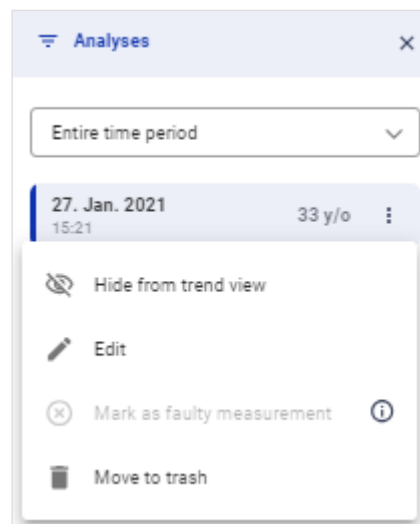 Analyses
Entire time period
27. Jan. 2021
33 y/o
15:21
Hide from trend view
Edit
Mark as faulty measurement
Move to trash